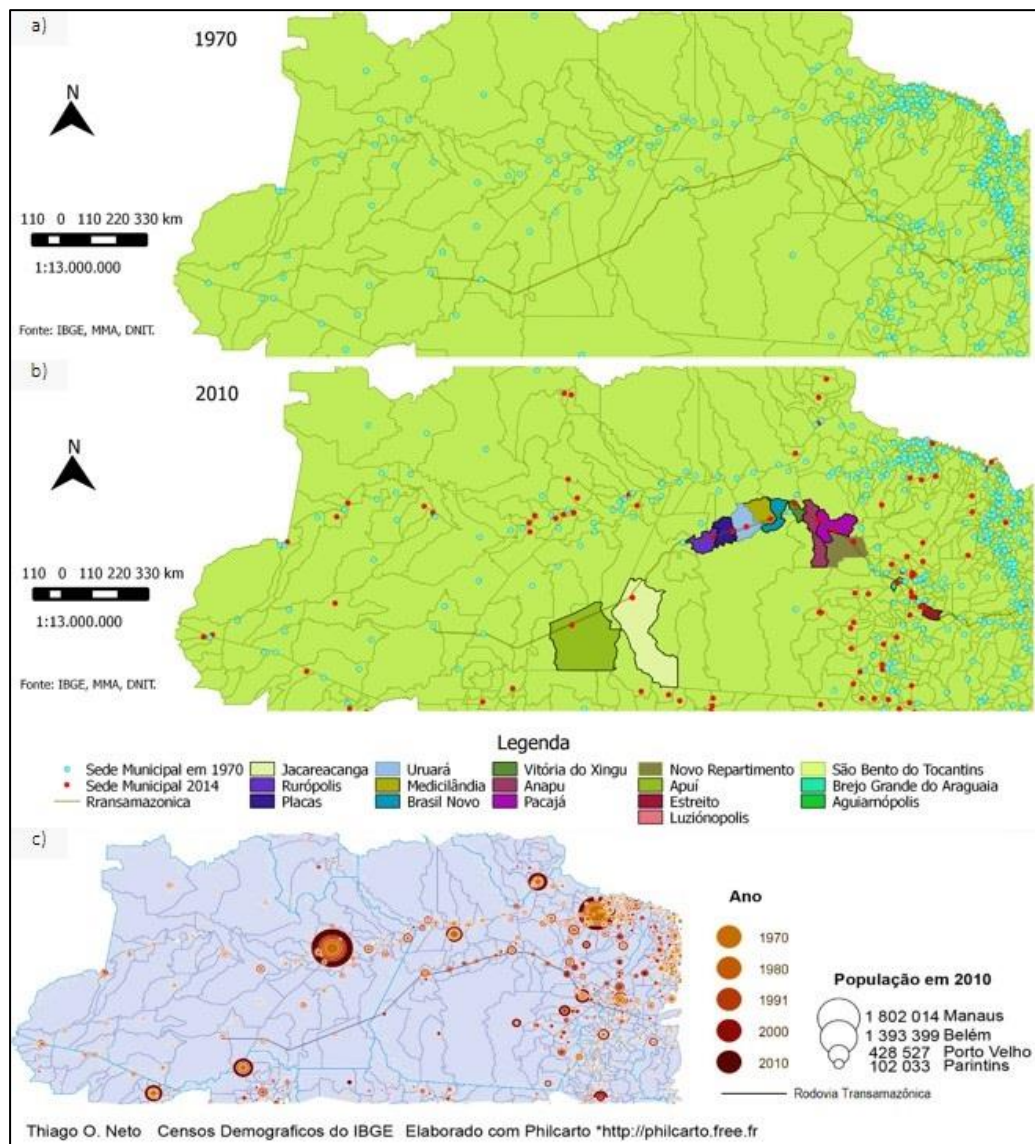 a)
1970
N
110 0 110 220 330 km
1:13.000.000
Fonte: IBGE, MMA, DNIT.
b)
2010
N
110 0 110 220 330 km
1:13.000.000
Fonte: IBGE, MMA, DNIT.
Legenda
Sede Municipal em 1970 Jacareacanga Uruará Vitória do Xingu Novo Repartimento São Bento do Tocantins
Sede Municipal 2014 Rurópolis Medicilândia Anapu Apuí Brejo Grande do Araguaia
Rransamazonica Placas Brasil Novo Pacajá Estreito Aguiarnópolis
Luziónopolis
c)
Ano
1970
1980
1991
2000
2010
População em 2010
1 802 014 Manaus
1 393 399 Belém
428 527 Porto Velho
102 033 Parintins
Rodovia Transamazônica
Thiago O. Neto Censos Demograficos do IBGE Elaborado com Philcarto *http://philcarto.free.fr